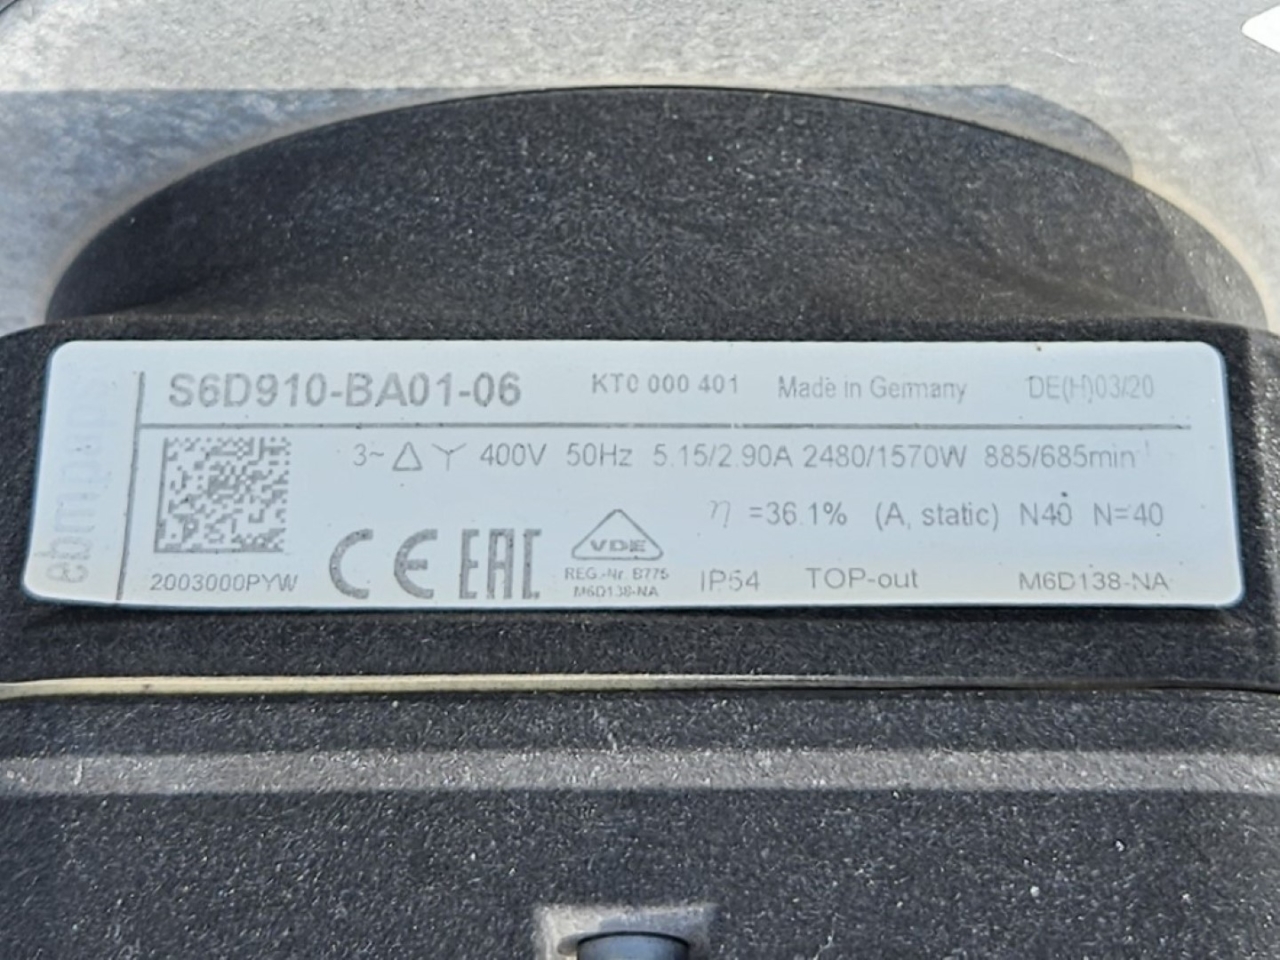 S6D910-BA01-06 KT0 000 401 Made in Germany DE(H)03/20
3~ △ Y 400V 50Hz 5.15/2.90A 2480/1570W 885/685min⁻¹
η =36.1% (A, static) N40 N=40
2003000PYW CE EAC VDE REG.-Nr. B775 M6D138-NA IP54 TOP-out M6D138-NA
ebmpapst